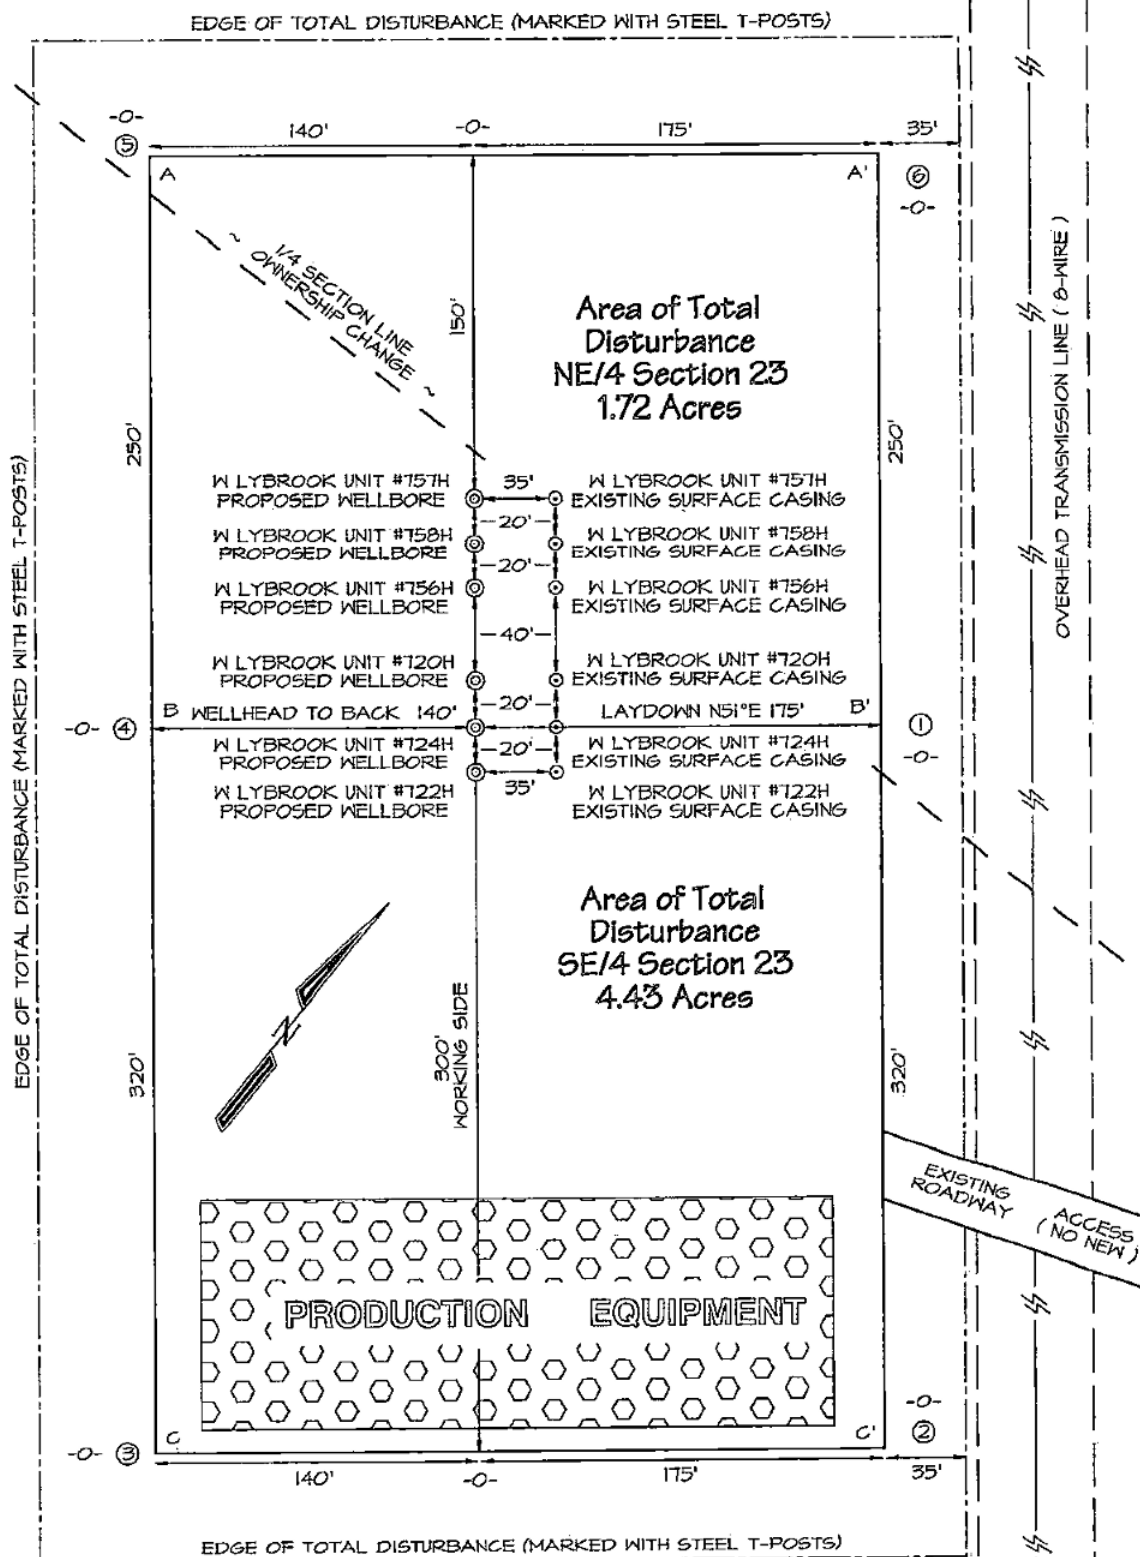 EDGE OF TOTAL DISTURBANCE (MARKED WITH STEEL T-POSTS)
-0-
5
140'
-0-
175'
35'
A
A'
6
-0-
~ 1/4 SECTION LINE
OWNERSHIP CHANGE ~
150'
Area of Total
Disturbance
NE/4 Section 23
1.72 Acres
OVERHEAD TRANSMISSION LINE ( 8-WIRE )
EDGE OF TOTAL DISTURBANCE (MARKED WITH STEEL T-POSTS)
250'
250'
W LYBROOK UNIT #757H
PROPOSED WELLBORE
35'
W LYBROOK UNIT #757H
EXISTING SURFACE CASING
-20'-
W LYBROOK UNIT #758H
PROPOSED WELLBORE
W LYBROOK UNIT #758H
EXISTING SURFACE CASING
-20'-
W LYBROOK UNIT #756H
PROPOSED WELLBORE
W LYBROOK UNIT #756H
EXISTING SURFACE CASING
-40'-
W LYBROOK UNIT #720H
PROPOSED WELLBORE
W LYBROOK UNIT #720H
EXISTING SURFACE CASING
-20'-
-0- 4
B WELLHEAD TO BACK 140'
LAYDOWN N51°E 175' B'
1
-0-
W LYBROOK UNIT #724H
PROPOSED WELLBORE
-20'-
W LYBROOK UNIT #724H
EXISTING SURFACE CASING
W LYBROOK UNIT #722H
PROPOSED WELLBORE
35'
W LYBROOK UNIT #722H
EXISTING SURFACE CASING
Area of Total
Disturbance
SE/4 Section 23
4.43 Acres
N
300'
WORKING SIDE
320'
320'
EXISTING
ROADWAY
ACCESS
( NO NEW )
PRODUCTION EQUIPMENT
-0- 3
C
C'
-0-
2
140'
-0-
175'
35'
EDGE OF TOTAL DISTURBANCE (MARKED WITH STEEL T-POSTS)